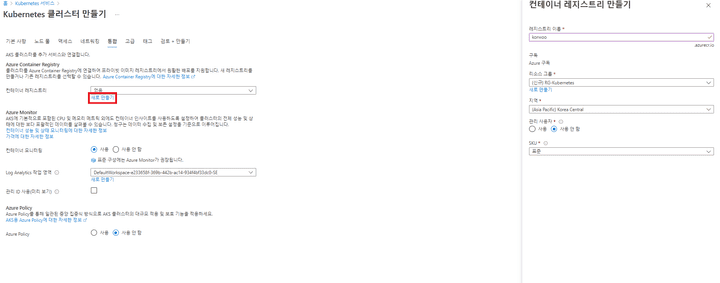 홈 > Kubernetes 서비스 >
Kubernetes 클러스터 만들기 ...
기본 사항 노드 풀 액세스 네트워킹 통합 고급 태그 검토 + 만들기
AKS 클러스터를 추가 서비스와 연결합니다.
Azure Container Registry
클러스터를 Azure Container Registry에 연결하여 프라이빗 이미지 레지스트리에서 원활한 배포를 지원합니다. 새 레지스트리를
만들거나 기존 레지스트리를 선택할 수 있습니다. Azure Container Registry에 대한 자세한 정보
컨테이너 레지스트리
없음
새로 만들기
Azure Monitor
AKS에 기본적으로 포함된 CPU 및 메모리 메트릭 외에도 컨테이너 인사이트를 사용하도록 설정하여 클러스터의 전체 성능 및 상
태에 대한 보다 포괄적인 데이터를 살펴볼 수 있습니다. 청구는 데이터 수집 및 보존 설정을 기준으로 이루어집니다.
컨테이너 성능 및 상태 모니터링에 대한 자세한 정보
가격에 대한 자세한 정보
컨테이너 모니터링
사용 사용 안 함
표준 구성에는 Azure Monitor가 권장됩니다.
Log Analytics 작업 영역
새로 만들기
관리 ID 사용(미리 보기)
Azure Policy
Azure Policy를 통해 일관된 중앙 집중식 방식으로 AKS 클러스터의 대규모 적용 및 보호 기능을 적용하세요.
AKS용 Azure Policy에 대한 자세한 정보
Azure Policy
사용 사용 안 함
컨테이너 레지스트리 만들기
레지스트리 이름 *
.azurecr.io
구독
Azure 구독
리소스 그룹 *
(신규) RG-Kubernetes
새로 만들기
지역 *
(Asia Pacific) Korea Central
관리 사용자 *
사용 사용 안 함
SKU *
표준